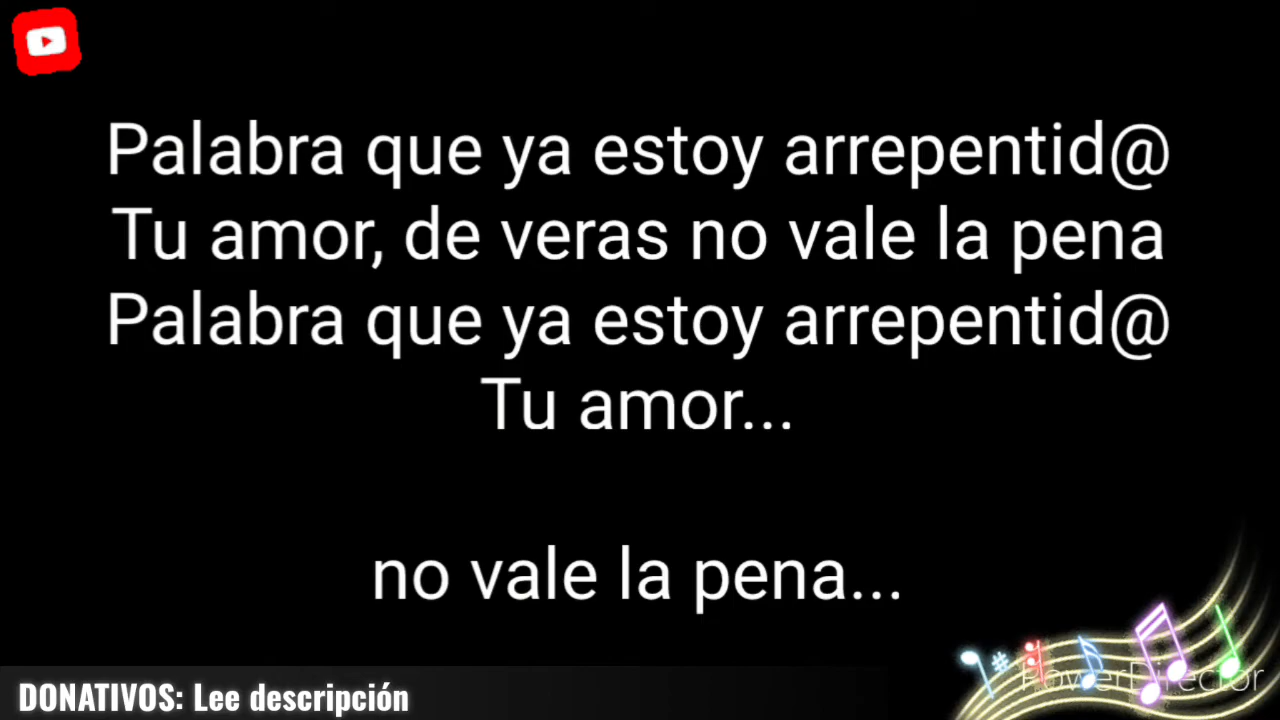 Palabra que ya estoy arrepentid@
Tu amor, de veras no vale la pena
Palabra que ya estoy arrepentid@
Tu amor...
no vale la pena...
DONATIVOS: Lee descripción
PowerDirector